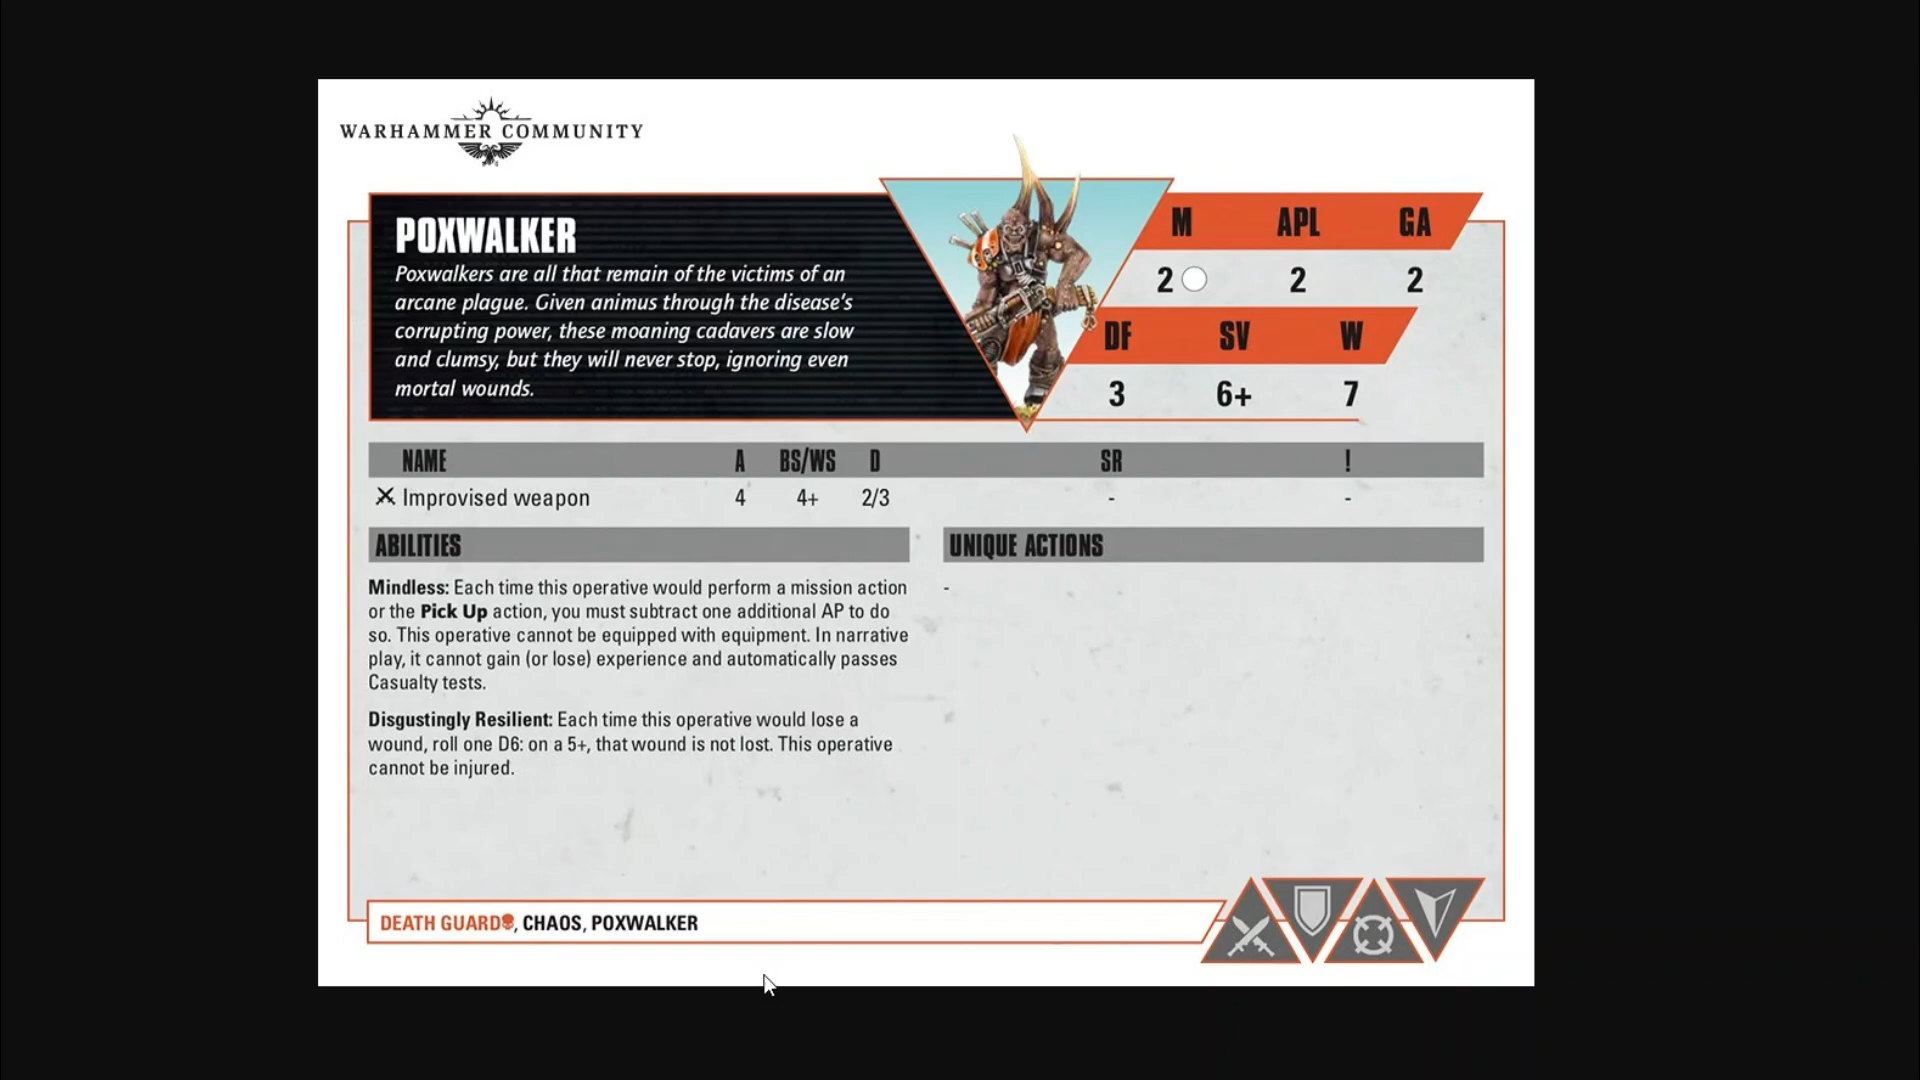 WARHAMMER COMMUNITY
POXWALKER
Poxwalkers are all that remain of the victims of an
arcane plague. Given animus through the disease's
corrupting power, these moaning cadavers are slow
and clumsy, but they will never stop, ignoring even
mortal wounds.
M APL GA
2 2 2
DF SV W
3 6+ 7
NAME A BS/WS D SR !
Improvised weapon 4 4+ 2/3 - -
ABILITIES
Mindless: Each time this operative would perform a mission action
or the Pick Up action, you must subtract one additional AP to do
so. This operative cannot be equipped with equipment. In narrative
play, it cannot gain (or lose) experience and automatically passes
Casualty tests.
Disgustingly Resilient: Each time this operative would lose a
wound, roll one D6: on a 5+, that wound is not lost. This operative
cannot be injured.
UNIQUE ACTIONS
-
DEATH GUARD, CHAOS, POXWALKER